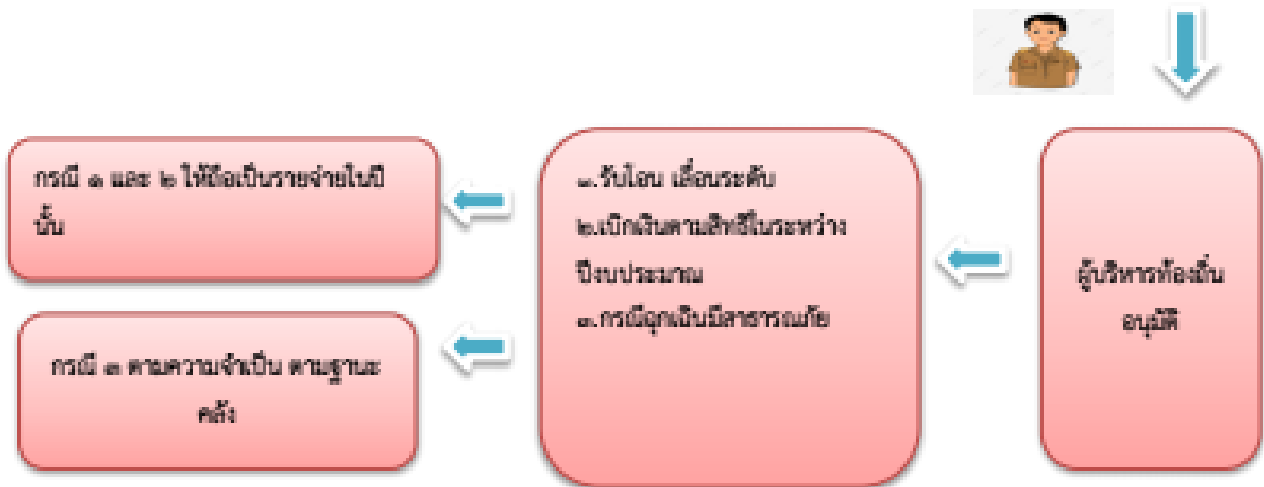 กรณี ๑ และ ๒ ให้ถือเป็นรายจ่ายในปี
นั้น
กรณี ๓ ตามความจำเป็น ตามฐานะ
คลัง
๑.รับโอน เลื่อนระดับ
๒.เบิกเงินตามสิทธิในระหว่าง
ปีงบประมาณ
๓.กรณีฉุกเฉินมีสาธารณภัย
ผู้บริหารท้องถิ่น
อนุมัติ